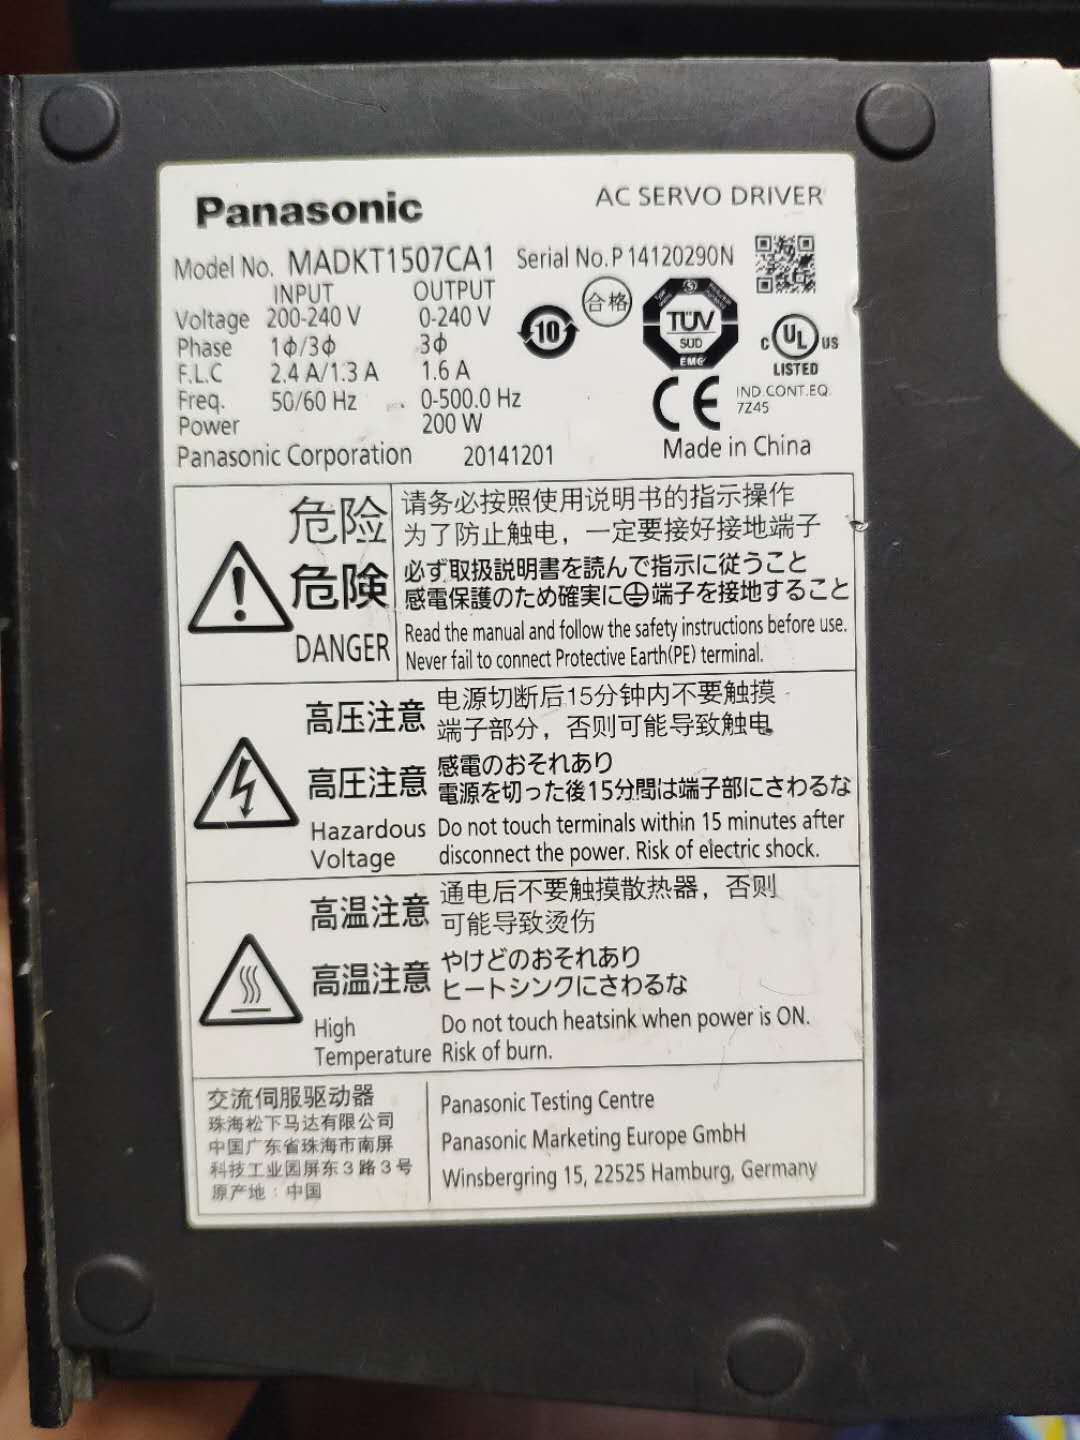 Panasonic
AC SERVO DRIVER
Model No. MADKT1507CA1 Serial No. P 14120290N
INPUT OUTPUT
Voltage 200-240 V 0-240 V
Phase 1ϕ/3ϕ 3ϕ
F.L.C 2.4 A/1.3 A 1.6 A
Freq. 50/60 Hz 0-500.0 Hz
Power 200 W
Panasonic Corporation 20141201
10
合格
TÜV
SUD
EMC
C UL US
LISTED
CE
IND.CONT.EQ.
7Z45
Made in China
危险
请务必按照使用说明书的指示操作
为了防止触电，一定要接好接地端子
危険
必ず取扱説明書を読んで指示に従うこと
感電保護のため確実に⏚端子を接地すること
DANGER
Read the manual and follow the safety instructions before use.
Never fail to connect Protective Earth(PE) terminal.
高压注意
电源切断后15分钟内不要触摸
端子部分，否则可能导致触电
高圧注意
感電のおそれあり
電源を切った後15分間は端子部にさわるな
Hazardous
Voltage
Do not touch terminals within 15 minutes after
disconnect the power. Risk of electric shock.
高温注意
通电后不要触摸散热器，否则
可能导致烫伤
高温注意
やけどのおそれあり
ヒートシンクにさわるな
High
Temperature
Do not touch heatsink when power is ON.
Risk of burn.
交流伺服驱动器
珠海松下马达有限公司
中国广东省珠海市南屏
科技工业园屏东3路3号
原产地：中国
Panasonic Testing Centre
Panasonic Marketing Europe GmbH
Winsbergring 15, 22525 Hamburg, Germany